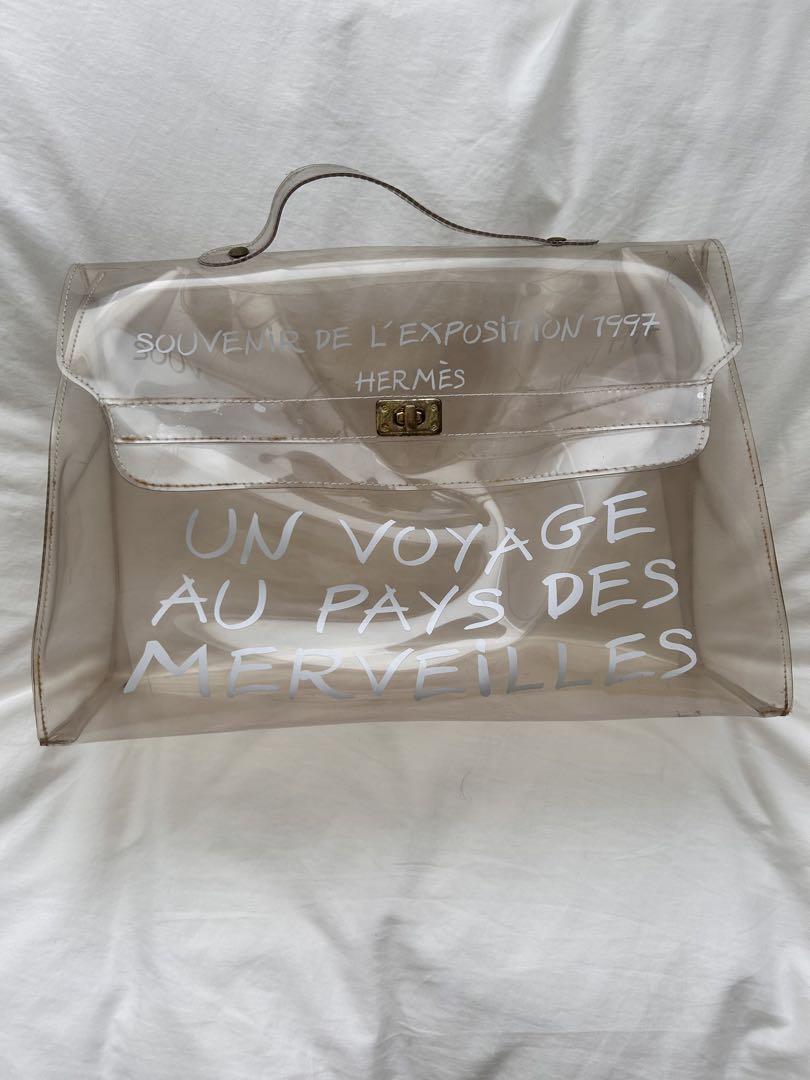 SOUVENIR DE L'EXPOSITION 1997
HERMÈS
UN VOYAGE
AU PAYS DES
MERVEiLLES